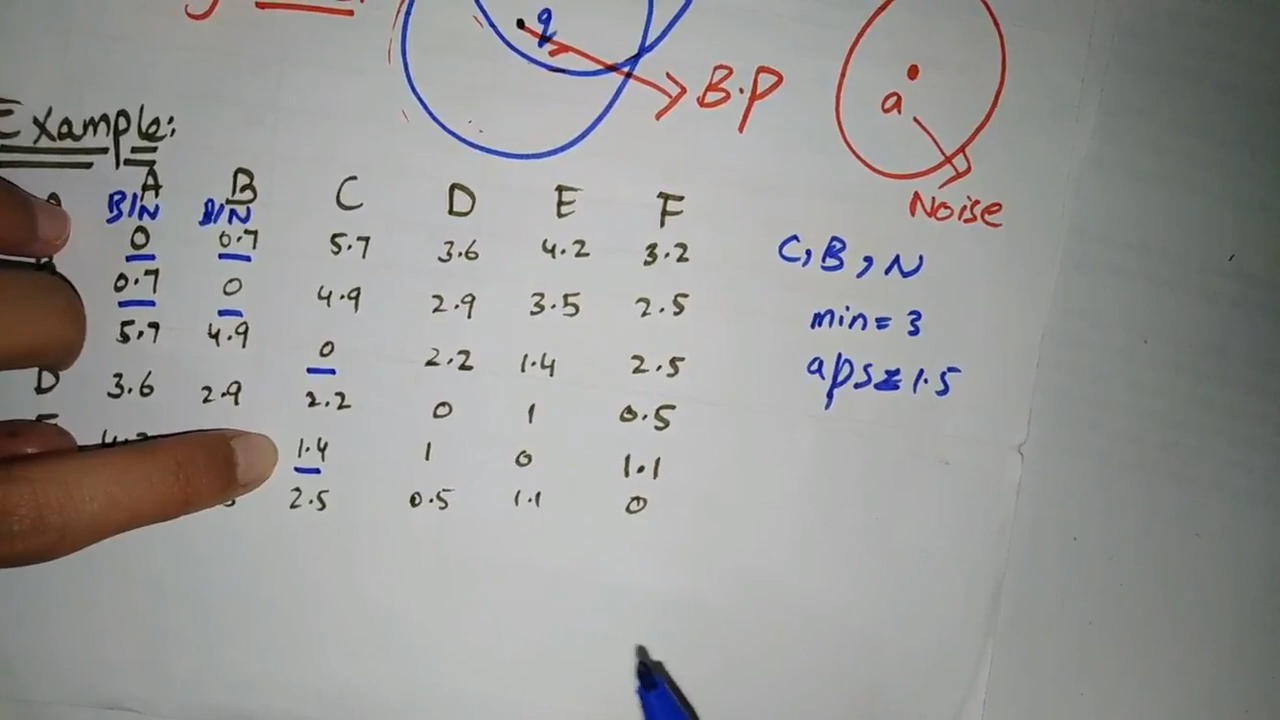 q
B.P
a
Noise
Example:
A B C D E F
B/N B/N
0 0.7 5.7 3.6 4.2 3.2
0.7 0 4.9 2.9 3.5 2.5
5.7 4.9 0 2.2 1.4 2.5
D 3.6 2.9 2.2 0 1 0.5
1.4 1 0 1.1
2.5 0.5 1.1 0
C, B, N
min = 3
aps = 1.5